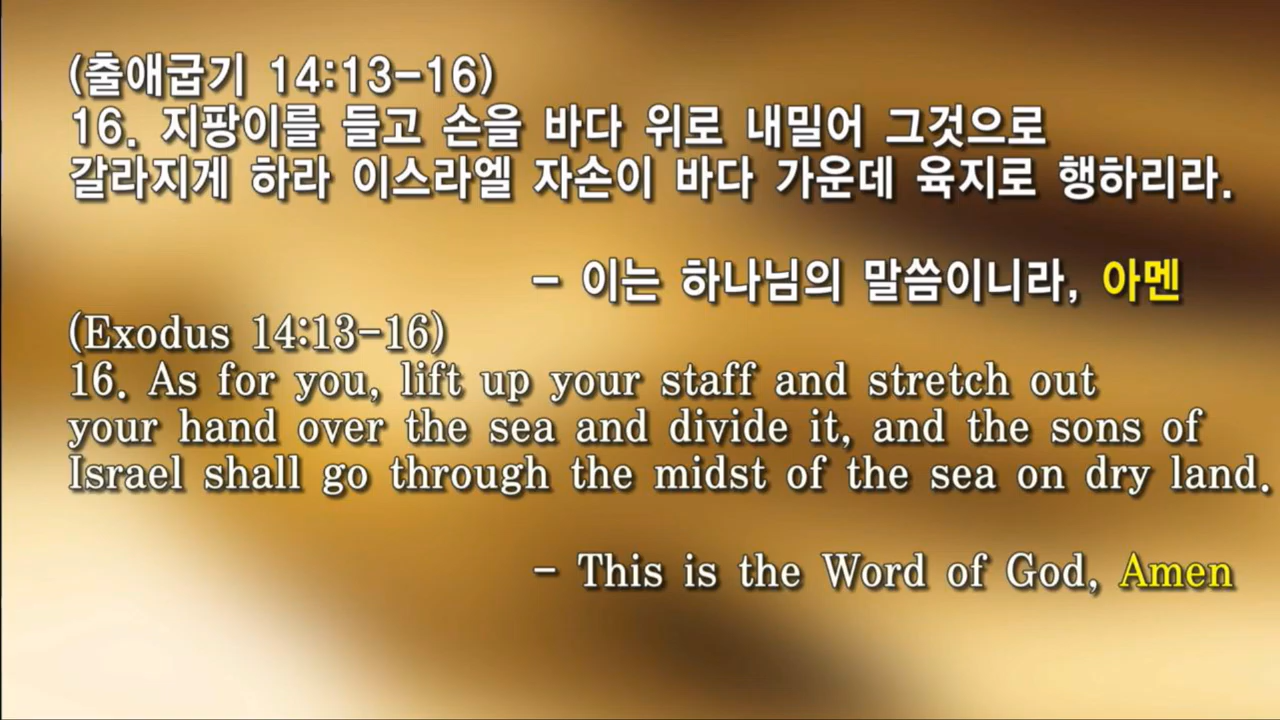 (출애굽기 14:13-16)
16. 지팡이를 들고 손을 바다 위로 내밀어 그것으로
갈라지게 하라 이스라엘 자손이 바다 가운데 육지로 행하리라.
- 이는 하나님의 말씀이니라, 아멘
(Exodus 14:13-16)
16. As for you, lift up your staff and stretch out
your hand over the sea and divide it, and the sons of
Israel shall go through the midst of the sea on dry land.
- This is the Word of God, Amen